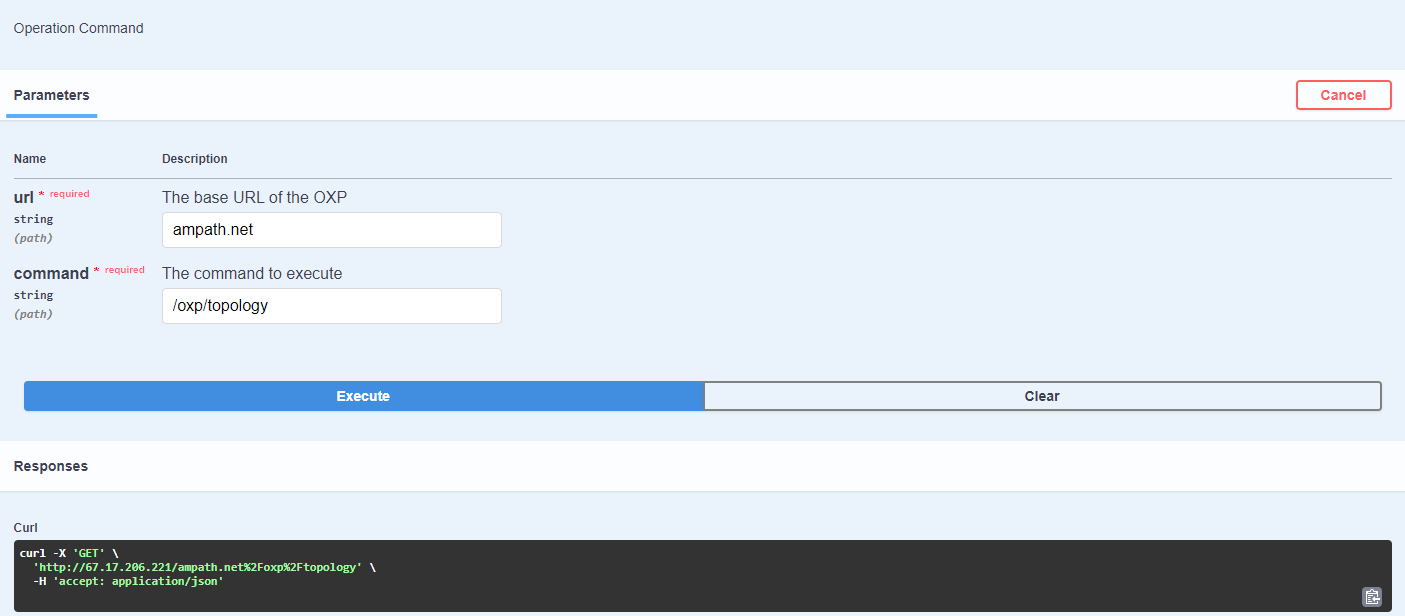 Operation Command
Parameters
Cancel
Name Description
url * required The base URL of the OXP
string
(path)
ampath.net
command * required The command to execute
string
(path)
/oxp/topology
Execute Clear
Responses
Curl
curl -X 'GET' \
'http://67.17.206.221/ampath.net%2Foxp%2Ftopology' \
-H 'accept: application/json'